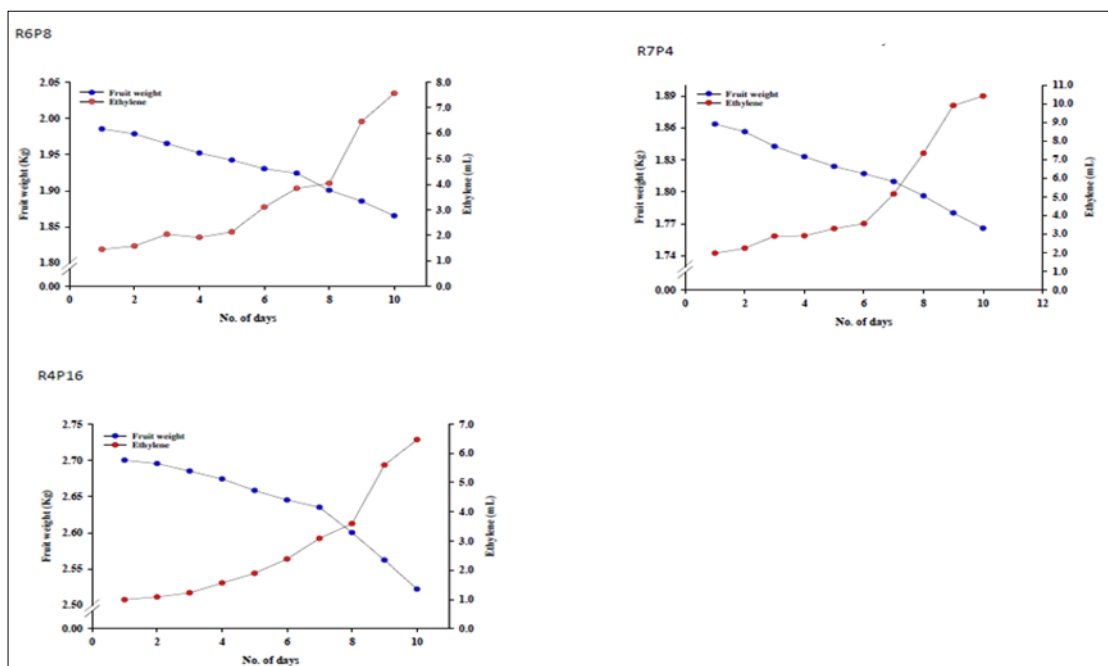 R6P8
Fruit weight
Ethylene
Fruit weight (Kg)
2.05
2.00
1.95
1.90
1.85
1.80
0.00
8.0
7.0
6.0
5.0
4.0
3.0
2.0
1.0
0.0
Ethylene (mL)
0 2 4 6 8 10
No. of days
R7P4
Fruit weight
Ethylene
Fruit weight (Kg)
1.89
1.86
1.83
1.80
1.77
1.74
0.00
11.0
10.0
9.0
8.0
7.0
6.0
5.0
4.0
3.0
2.0
1.0
0.0
Ethylene (mL)
0 2 4 6 8 10 12
No. of days
R4P16
Fruit weight
Ethylene
Fruit weight (Kg)
2.75
2.70
2.65
2.60
2.55
2.50
0.00
7.0
6.0
5.0
4.0
3.0
2.0
1.0
0.0
Ethylene (mL)
0 2 4 6 8 10
No. of days